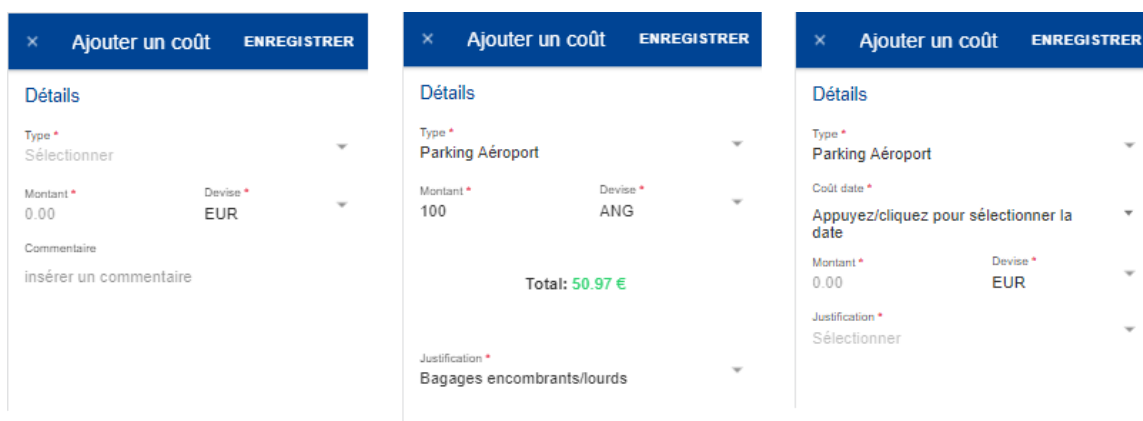 × Ajouter un coût ENREGISTRER
Détails
Type *
Sélectionner
Montant * Devise *
0.00 EUR
Commentaire
insérer un commentaire
× Ajouter un coût ENREGISTRER
Détails
Type *
Parking Aéroport
Montant * Devise *
100 ANG
Total: 50.97 €
Justification *
Bagages encombrants/lourds
× Ajouter un coût ENREGISTRER
Détails
Type *
Parking Aéroport
Coût date *
Appuyez/cliquez pour sélectionner la
date
Montant * Devise *
0.00 EUR
Justification *
Sélectionner